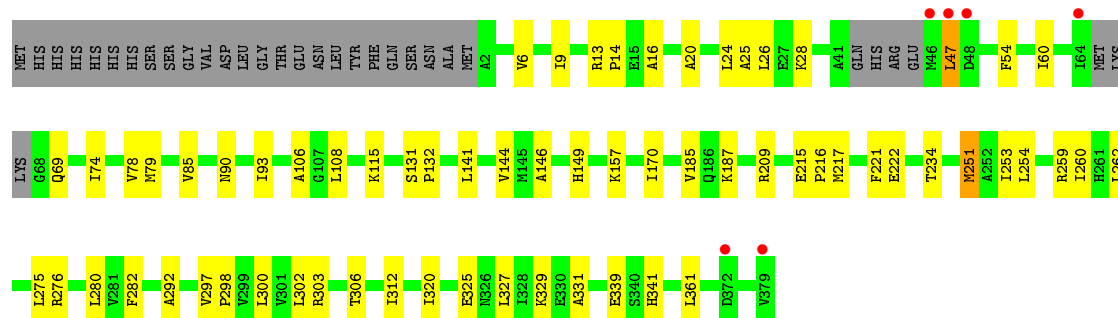 MET HIS HIS HIS HIS HIS HIS SER SER GLY VAL ASP LEU GLY THR GLU ASN LEU TYR PHE GLN SER ASN ALA MET A2 V6 I9 R13 P14 E15 A16 A20 L24 A25 L26 E27 K28 A41 GLN HIS ARG GLU M46 L47 D48 F54 I60 I64 MET LYS
LYS G68 Q69 I74 V78 M79 V85 N90 I93 A106 G107 L108 K115 S131 P132 L141 V144 M145 A146 H149 K157 I170 V185 Q186 K187 R209 E215 P216 M217 F221 E222 T234 M251 A252 I253 L254 R259 I260 H261 L262
L275 R276 L280 V281 F282 A292 V297 P298 V299 L300 V301 L302 R303 T306 I312 I320 E325 N326 L327 I328 K329 E330 A331 E339 S340 H341 L361 D372 V379